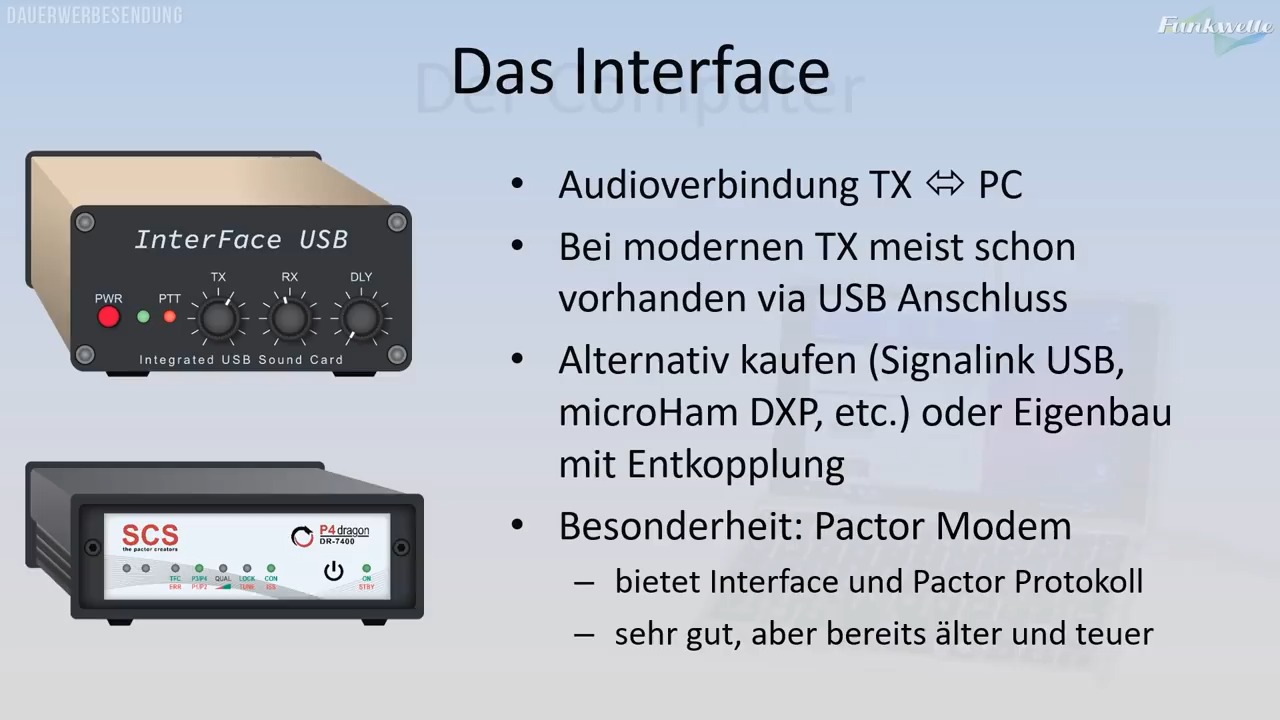 DAUERWERBESENDUNG
Funkwelle
Das Interface
Der Computer
InterFace USB
TX RX DLY
PWR PTT
Integrated USB Sound Card
• Audioverbindung TX ⬄ PC
• Bei modernen TX meist schon
vorhanden via USB Anschluss
• Alternativ kaufen (Signalink USB,
microHam DXP, etc.) oder Eigenbau
mit Entkopplung
• Besonderheit: Pactor Modem
– bietet Interface und Pactor Protokoll
– sehr gut, aber bereits älter und teuer
SCS
the pactor creators
P4dragon
DR-7400
TFC P3/P4 QUAL LOCK CON ON
ERR P1/P2 TUNE ISS STBY